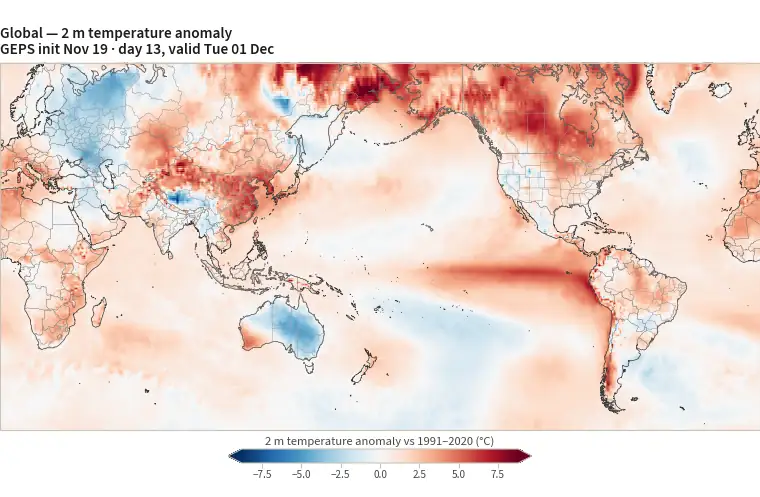 Global — 2 m temperature anomaly
GEPS init Nov 19 · day 13, valid Tue 01 Dec
2 m temperature anomaly vs 1991–2020 (°C)
−7.5 −5.0 −2.5 0.0 2.5 5.0 7.5